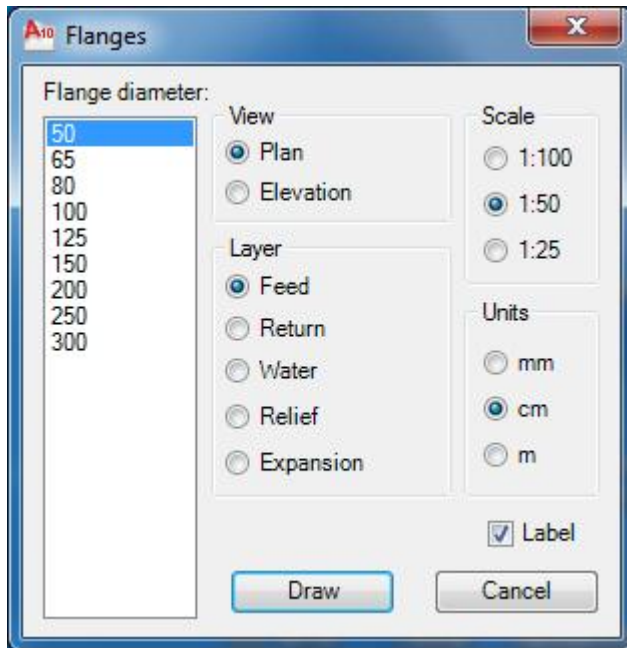 A10 Flanges
Flange diameter:
50
65
80
100
125
150
200
250
300
View
Plan
Elevation
Layer
Feed
Return
Water
Relief
Expansion
Scale
1:100
1:50
1:25
Units
mm
cm
m
Label
Draw
Cancel